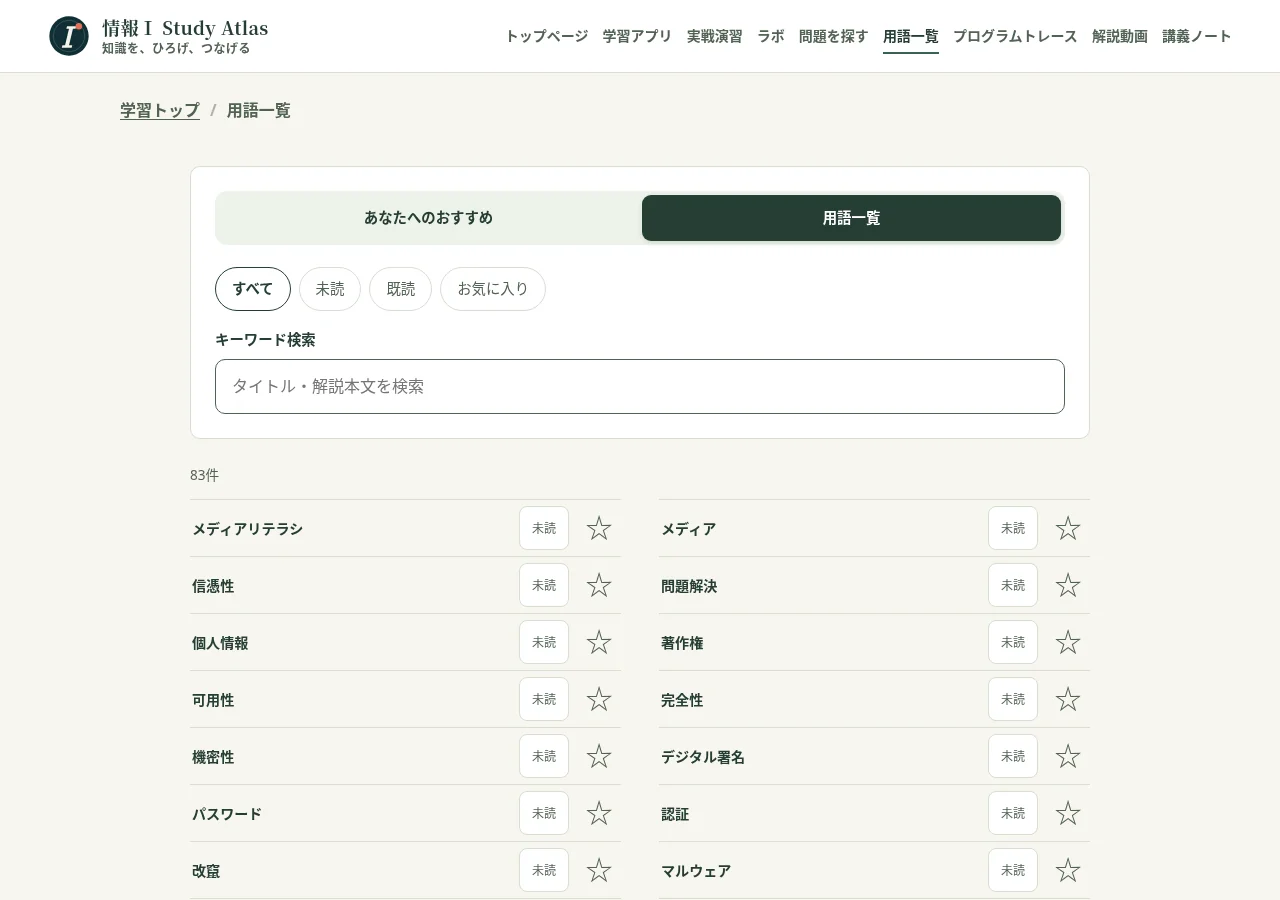 情報Ⅰ Study Atlas
知識を、ひろげ、つなげる
トップページ 学習アプリ 実戦演習 ラボ 問題を探す 用語一覧 プログラムトレース 解説動画 講義ノート
学習トップ / 用語一覧
あなたへのおすすめ 用語一覧
すべて 未読 既読 お気に入り
キーワード検索
タイトル・解説本文を検索
83件
メディアリテラシ 未読 ☆ メディア 未読 ☆
信憑性 未読 ☆ 問題解決 未読 ☆
個人情報 未読 ☆ 著作権 未読 ☆
可用性 未読 ☆ 完全性 未読 ☆
機密性 未読 ☆ デジタル署名 未読 ☆
パスワード 未読 ☆ 認証 未読 ☆
改竄 未読 ☆ マルウェア 未読 ☆